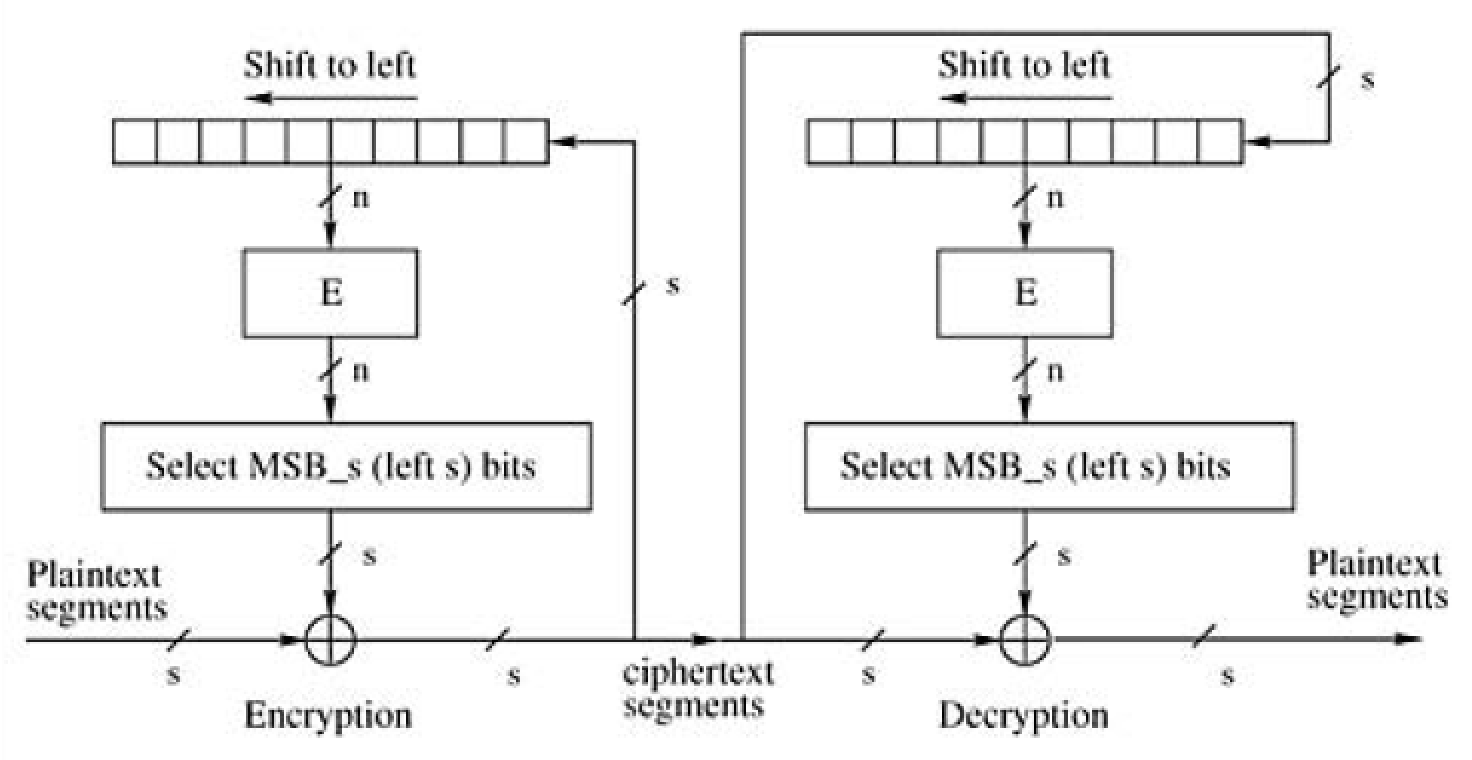 Shift to left
n
E
n
Select MSB_s (left s) bits
s
s
Plaintext
segments
s
s
Encryption
ciphertext
segments
Shift to left
s
n
E
n
Select MSB_s (left s) bits
s
s
Decryption
s
Plaintext
segments